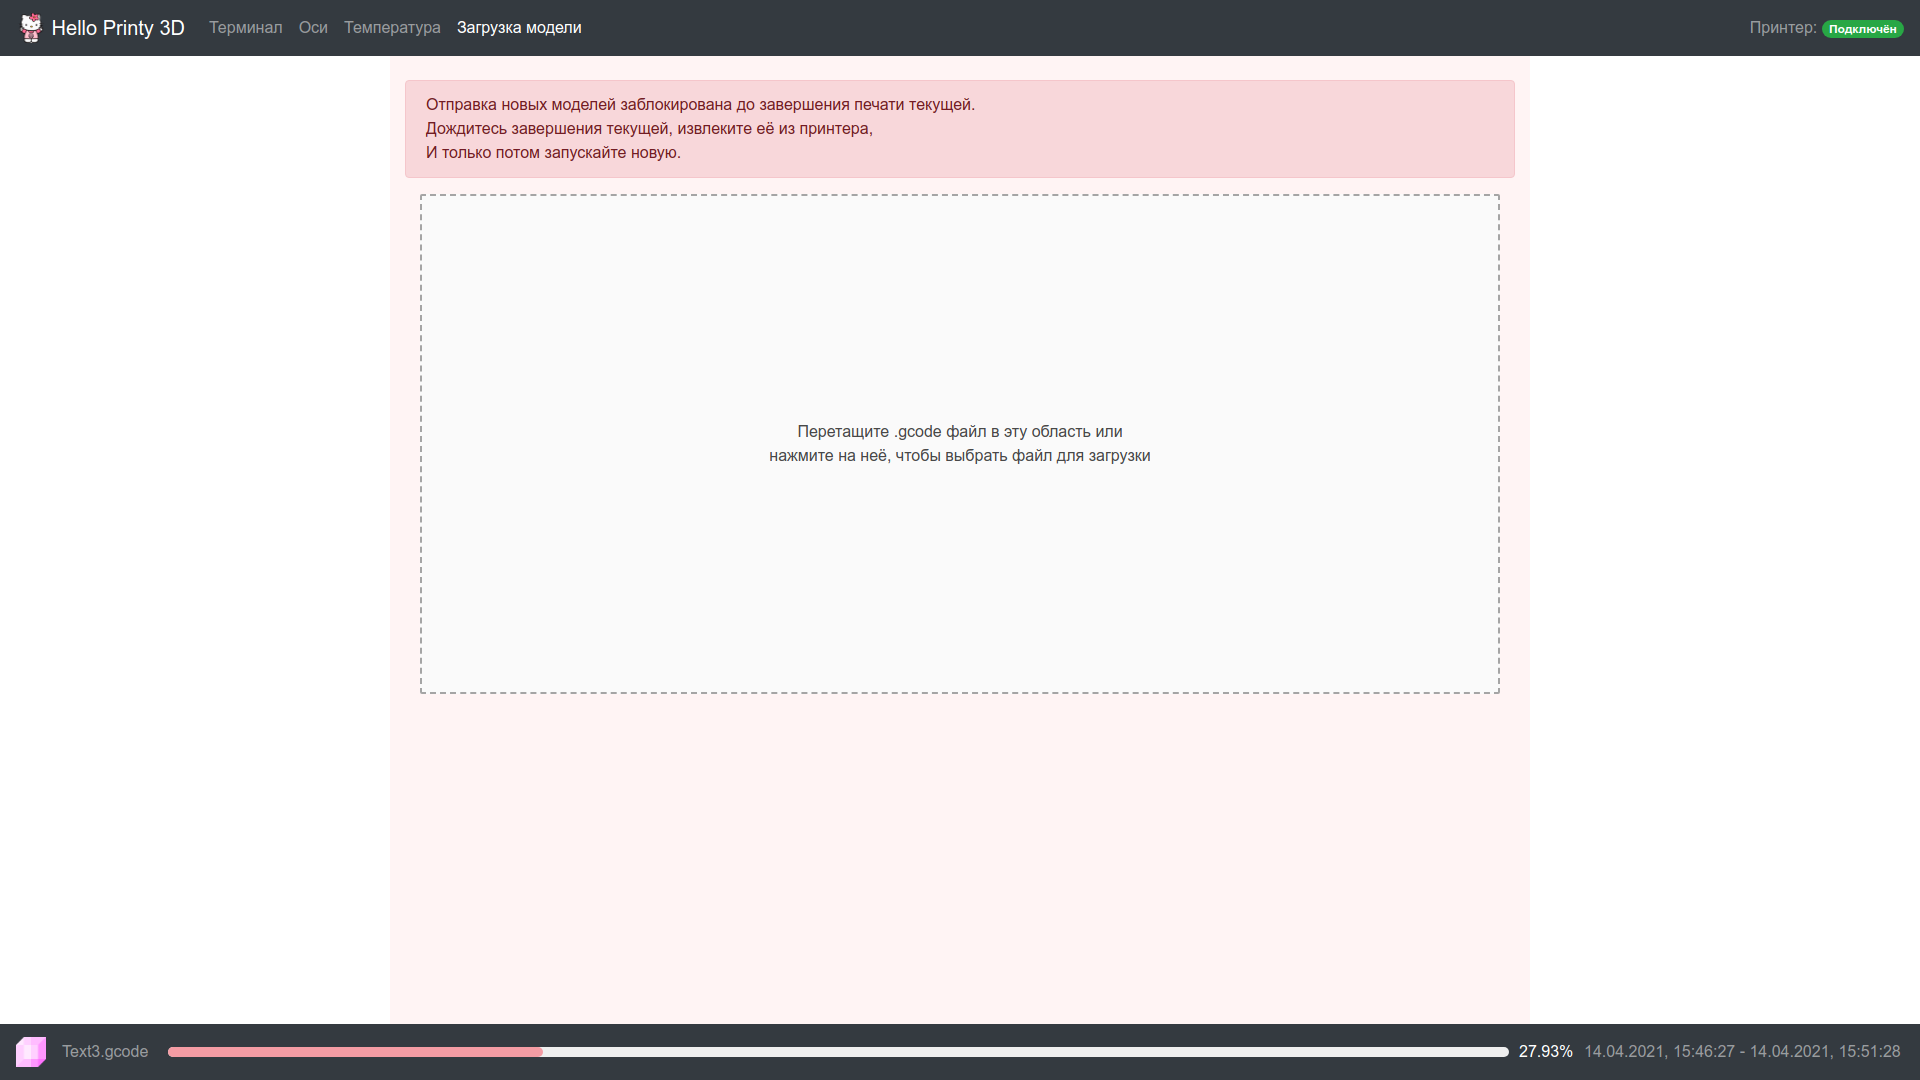 Hello Printy 3D Терминал Оси Температура Загрузка модели Принтер: Подключён
Отправка новых моделей заблокирована до завершения печати текущей.
Дождитесь завершения текущей, извлеките её из принтера,
И только потом запускайте новую.
Перетащите .gcode файл в эту область или
нажмите на неё, чтобы выбрать файл для загрузки
Text3.gcode 27.93% 14.04.2021, 15:46:27 - 14.04.2021, 15:51:28